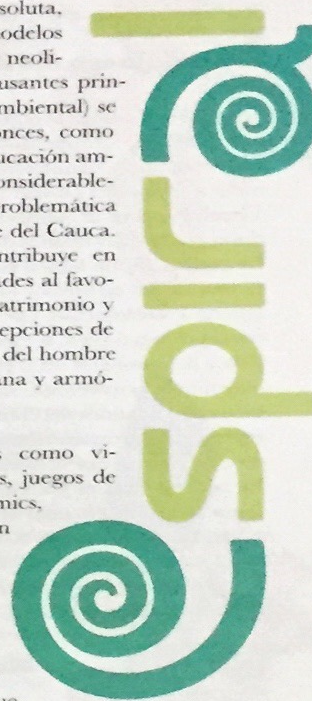 soluta,
odelos
neoli-
usantes prin-
mbiental) se
onces, como
ucación am-
onsiderable-
roblemática
e del Cauca.
ntribuye en
des al favo-
atrimonio y
epciones de
del hombre
ana y armó-
s como vi-
s, juegos de
mics,
n
espiral